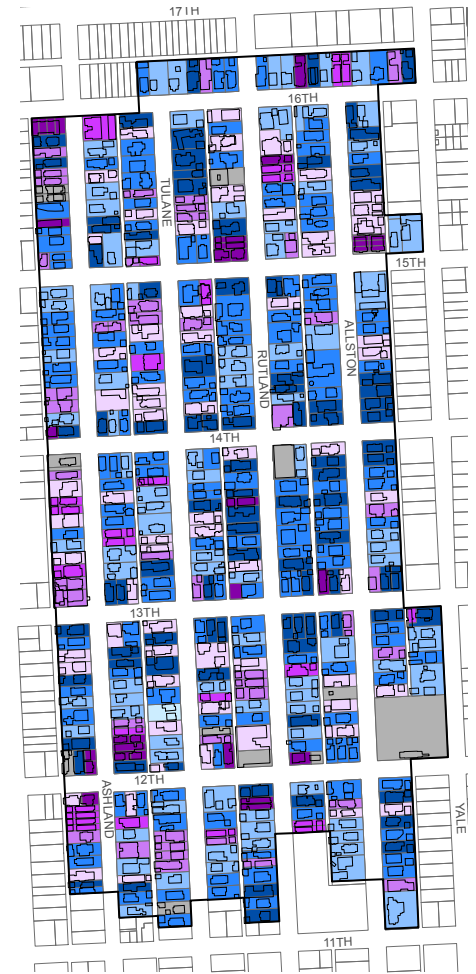 17TH
16TH
TULANE
15TH
ALLSTON
RUTLAND
14TH
13TH
12TH
ASHLAND
YALE
11TH